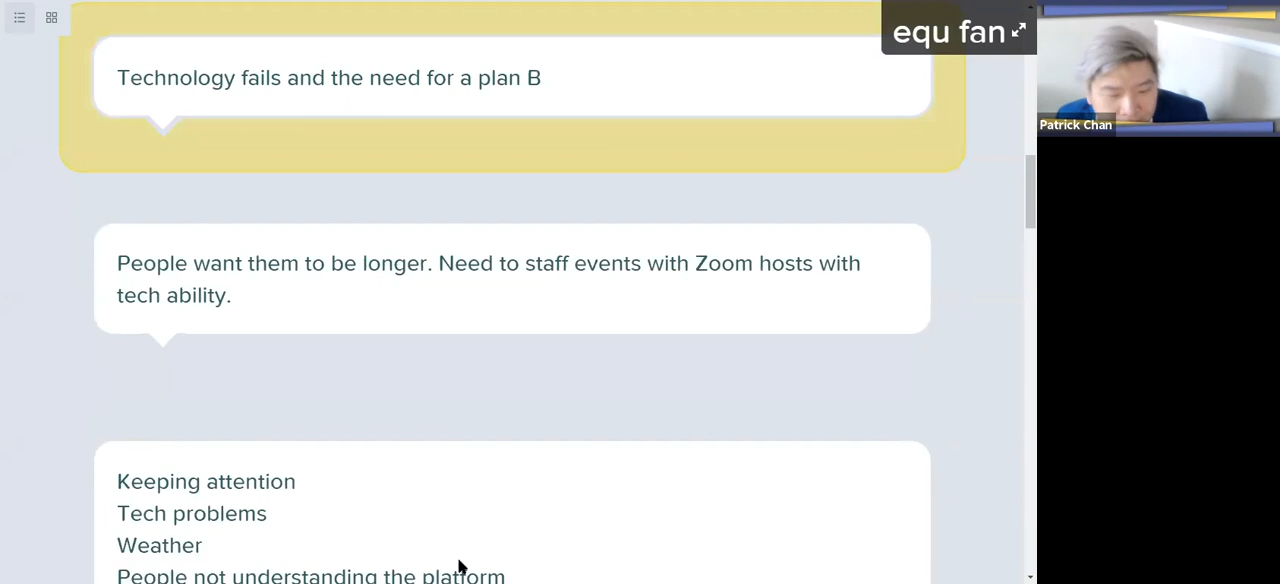 equ fan
Technology fails and the need for a plan B
Patrick Chan
People want them to be longer. Need to staff events with Zoom hosts with
tech ability.
Keeping attention
Tech problems
Weather
People not understanding the platform